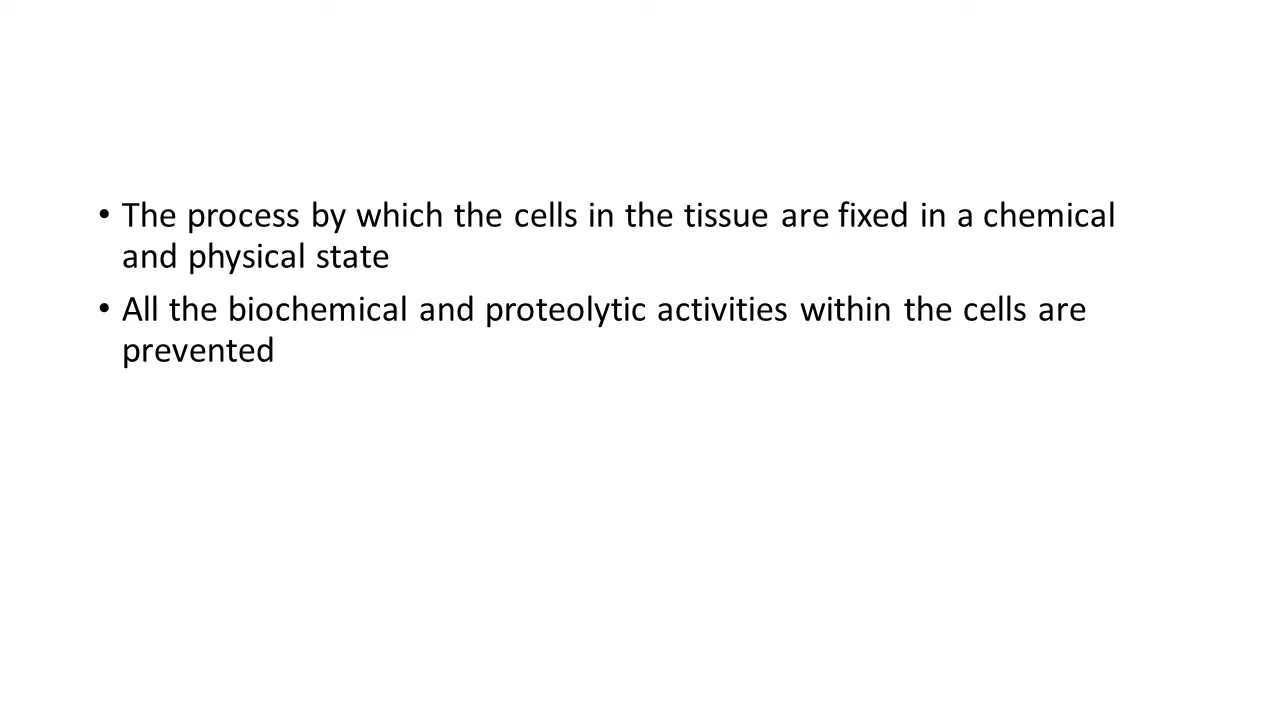 • The process by which the cells in the tissue are fixed in a chemical
and physical state
• All the biochemical and proteolytic activities within the cells are
prevented